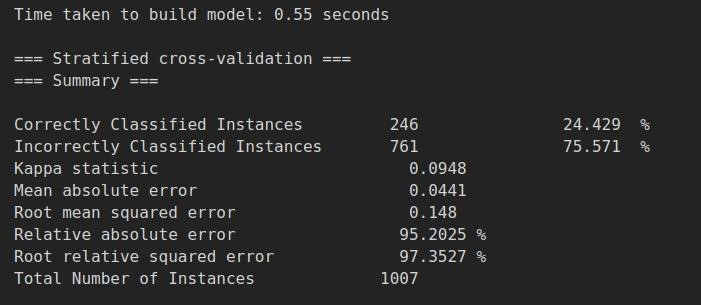 Time taken to build model: 0.55 seconds
=== Stratified cross-validation ===
=== Summary ===
Correctly Classified Instances 246 24.429 %
Incorrectly Classified Instances 761 75.571 %
Kappa statistic 0.0948
Mean absolute error 0.0441
Root mean squared error 0.148
Relative absolute error 95.2025 %
Root relative squared error 97.3527 %
Total Number of Instances 1007